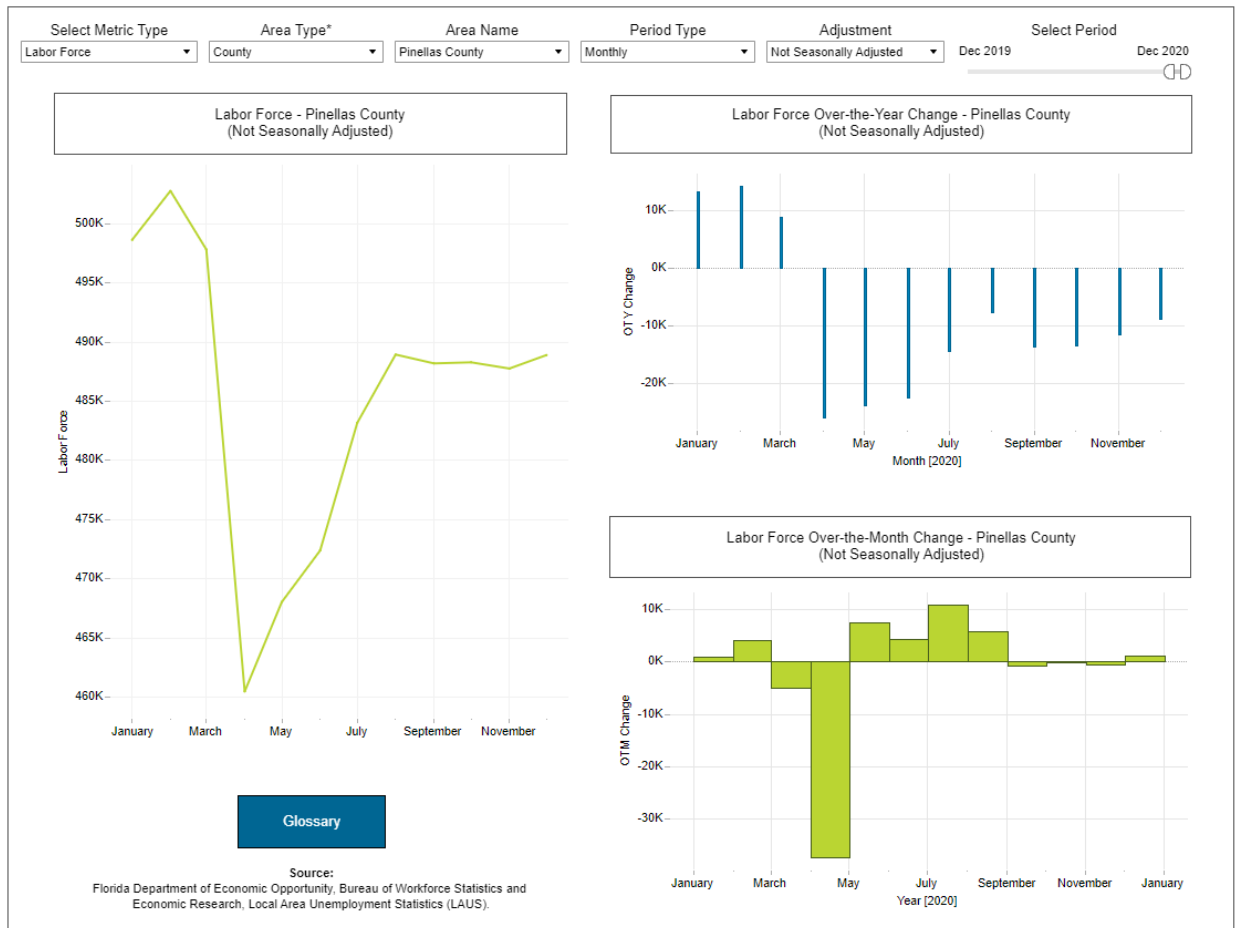 Select Metric Type
Labor Force
Area Type*
County
Area Name
Pinellas County
Period Type
Monthly
Adjustment
Not Seasonally Adjusted
Select Period
Dec 2019
Dec 2020
Labor Force - Pinellas County
(Not Seasonally Adjusted)
500K
495K
490K
485K
480K
475K
470K
465K
460K
Labor Force
January
March
May
July
September
November
Glossary
Source:
Florida Department of Economic Opportunity, Bureau of Workforce Statistics and
Economic Research, Local Area Unemployment Statistics (LAUS).
Labor Force Over-the-Year Change - Pinellas County
(Not Seasonally Adjusted)
10K
0K
-10K
-20K
OTY Change
January
March
May
July
September
November
Month [2020]
Labor Force Over-the-Month Change - Pinellas County
(Not Seasonally Adjusted)
10K
0K
-10K
-20K
-30K
OTM Change
January
March
May
July
September
November
January
Year [2020]